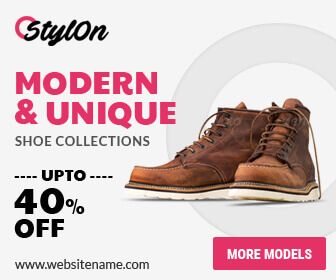 StylOn
MODERN
& UNIQUE
SHOE COLLECTIONS
---- UPTO ----
40%
OFF
www.websitename.com
MORE MODELS